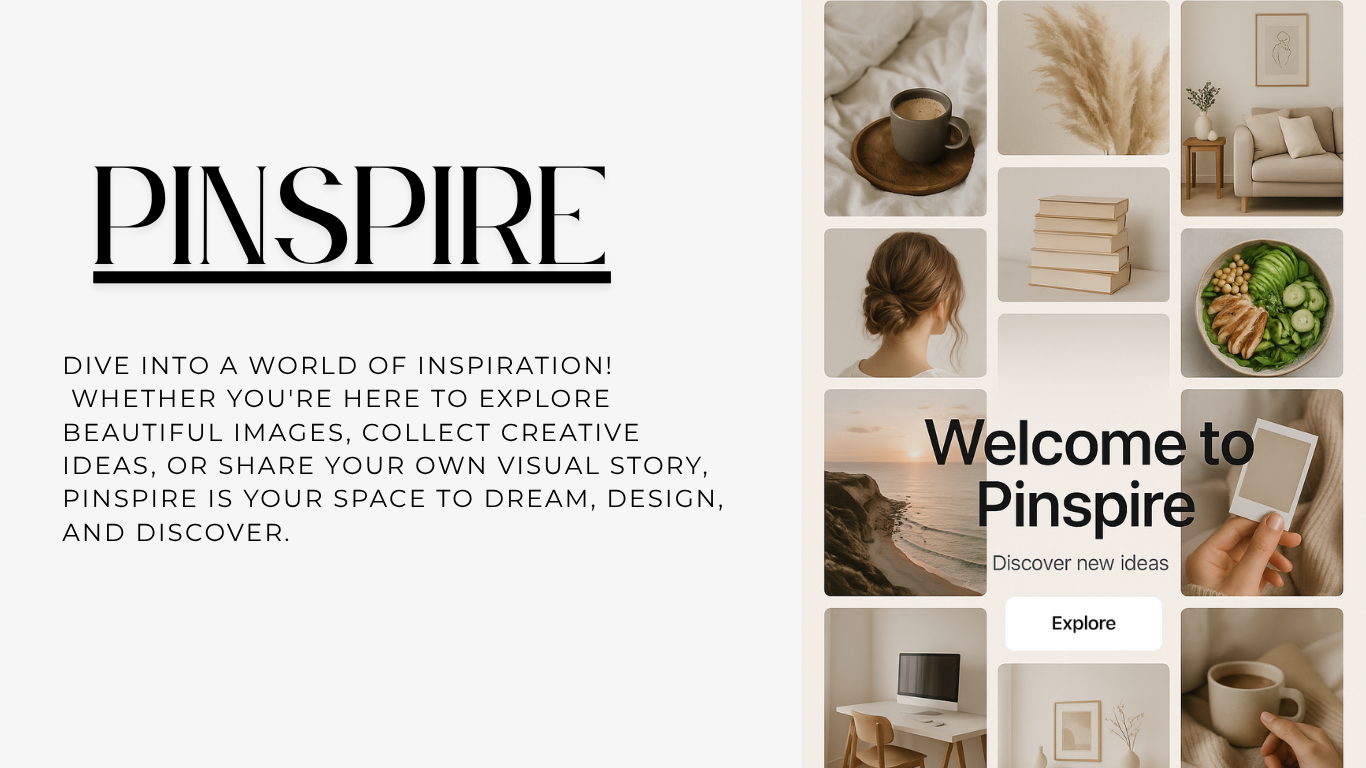 PINSPIRE
DIVE INTO A WORLD OF INSPIRATION!
WHETHER YOU'RE HERE TO EXPLORE
BEAUTIFUL IMAGES, COLLECT CREATIVE
IDEAS, OR SHARE YOUR OWN VISUAL STORY,
PINSPIRE IS YOUR SPACE TO DREAM, DESIGN,
AND DISCOVER.
Welcome to
Pinspire
Discover new ideas
Explore